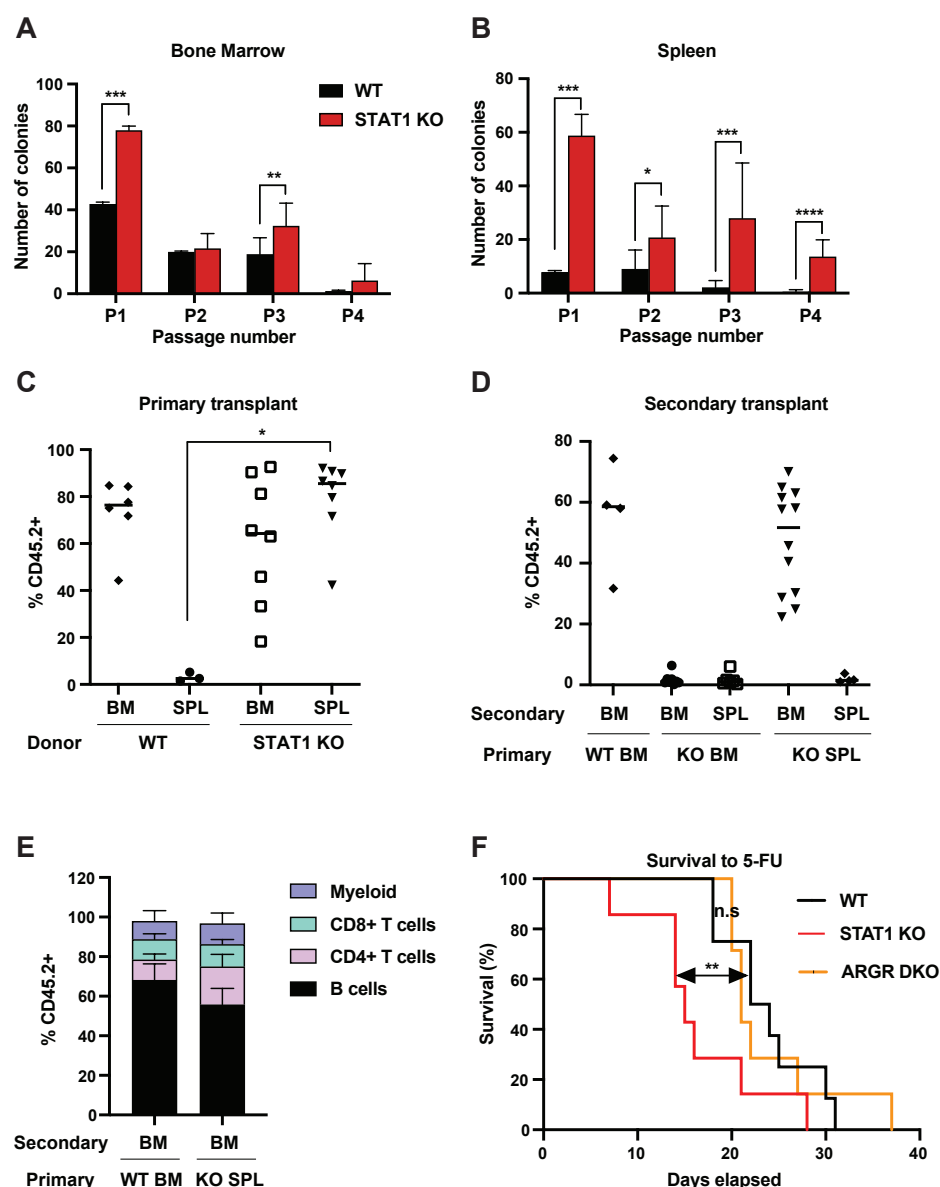 A
Bone Marrow
Number of colonies
100
80
60
40
20
0
***
**
WT
STAT1 KO
P1 P2 P3 P4
Passage number
B
Spleen
Number of colonies
80
60
40
20
0
***
*
***
****
P1 P2 P3 P4
Passage number
C
Primary transplant
% CD45.2+
100
80
60
40
20
0
*
BM SPL BM SPL
Donor WT STAT1 KO
D
Secondary transplant
% CD45.2+
80
60
40
20
0
Secondary BM BM SPL BM SPL
Primary WT BM KO BM KO SPL
E
% CD45.2+
120
100
80
60
40
20
0
Myeloid
CD8+ T cells
CD4+ T cells
B cells
Secondary BM BM
Primary WT BM KO SPL
F
Survival to 5-FU
Survival (%)
100
80
60
40
20
0
n.s
**
WT
STAT1 KO
ARGR DKO
0 10 20 30 40
Days elapsed